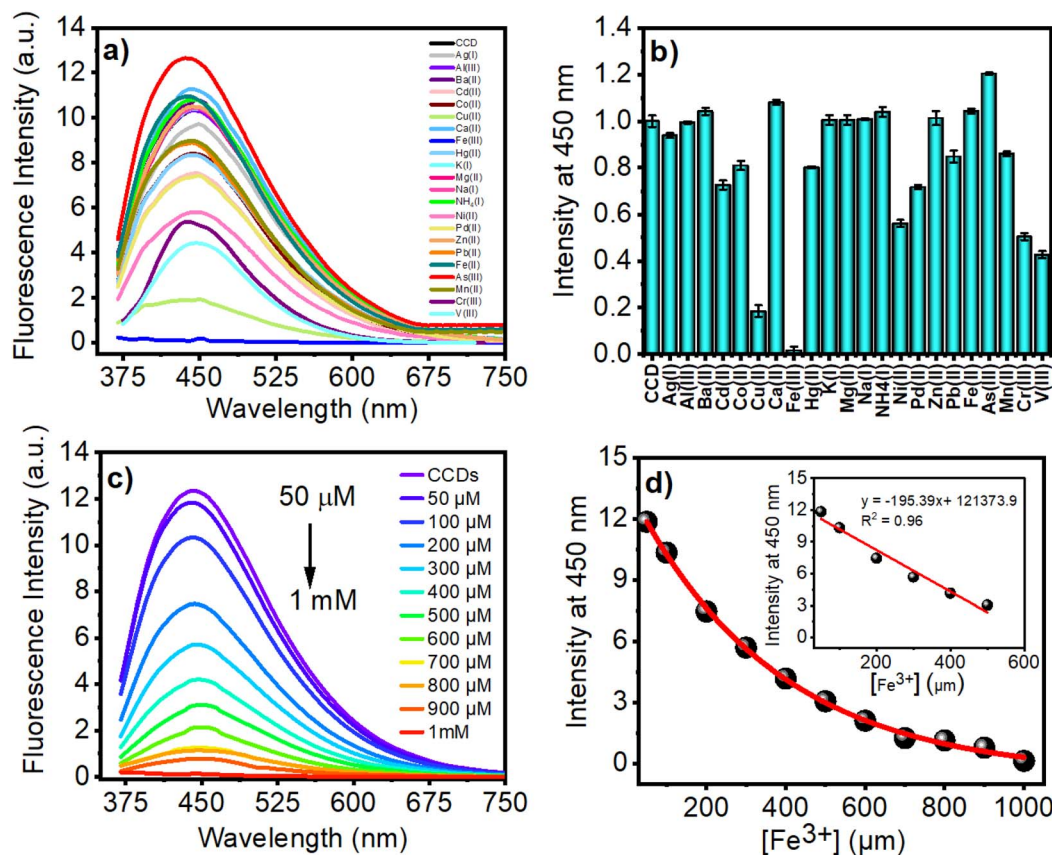 a)
Fluorescence Intensity (a.u.)
14
12
10
8
6
4
2
0
375 450 525 600 675 750
Wavelength (nm)
CCD
Ag(I)
Al(III)
Ba(II)
Cd(II)
Co(II)
Cu(II)
Ca(II)
Fe(III)
Hg(II)
K(I)
Mg(II)
Na(I)
NH₄(I)
Ni(II)
Pd(II)
Zn(II)
Pb(II)
Fe(II)
As(III)
Mn(II)
Cr(III)
V(III)
b)
Intensity at 450 nm
1.4
1.2
1.0
0.8
0.6
0.4
0.2
0.0
CCD
Ag(I)
Al(III)
Ba(II)
Cd(II)
Co(II)
Cu(II)
Ca(II)
Fe(III)
Hg(II)
K(I)
Mg(II)
Na(I)
NH4(I)
Ni(II)
Pd(II)
Zn(II)
Pb(II)
Fe(II)
As(III)
Mn(II)
Cr(III)
V(III)
c)
Fluorescence Intensity (a.u.)
14
12
10
8
6
4
2
0
375 450 525 600 675 750
Wavelength (nm)
50 μM
1 mM
CCDs
50 μM
100 μM
200 μM
300 μM
400 μM
500 μM
600 μM
700 μM
800 μM
900 μM
1mM
d)
Intensity at 450 nm
15
12
9
6
3
0
200 400 600 800 1000
[Fe³⁺] (μm)
Intensity at 450 nm
15
12
9
6
3
0
y = -195.39x+ 121373.9
R² = 0.96
200 400 600
[Fe³⁺] (μm)